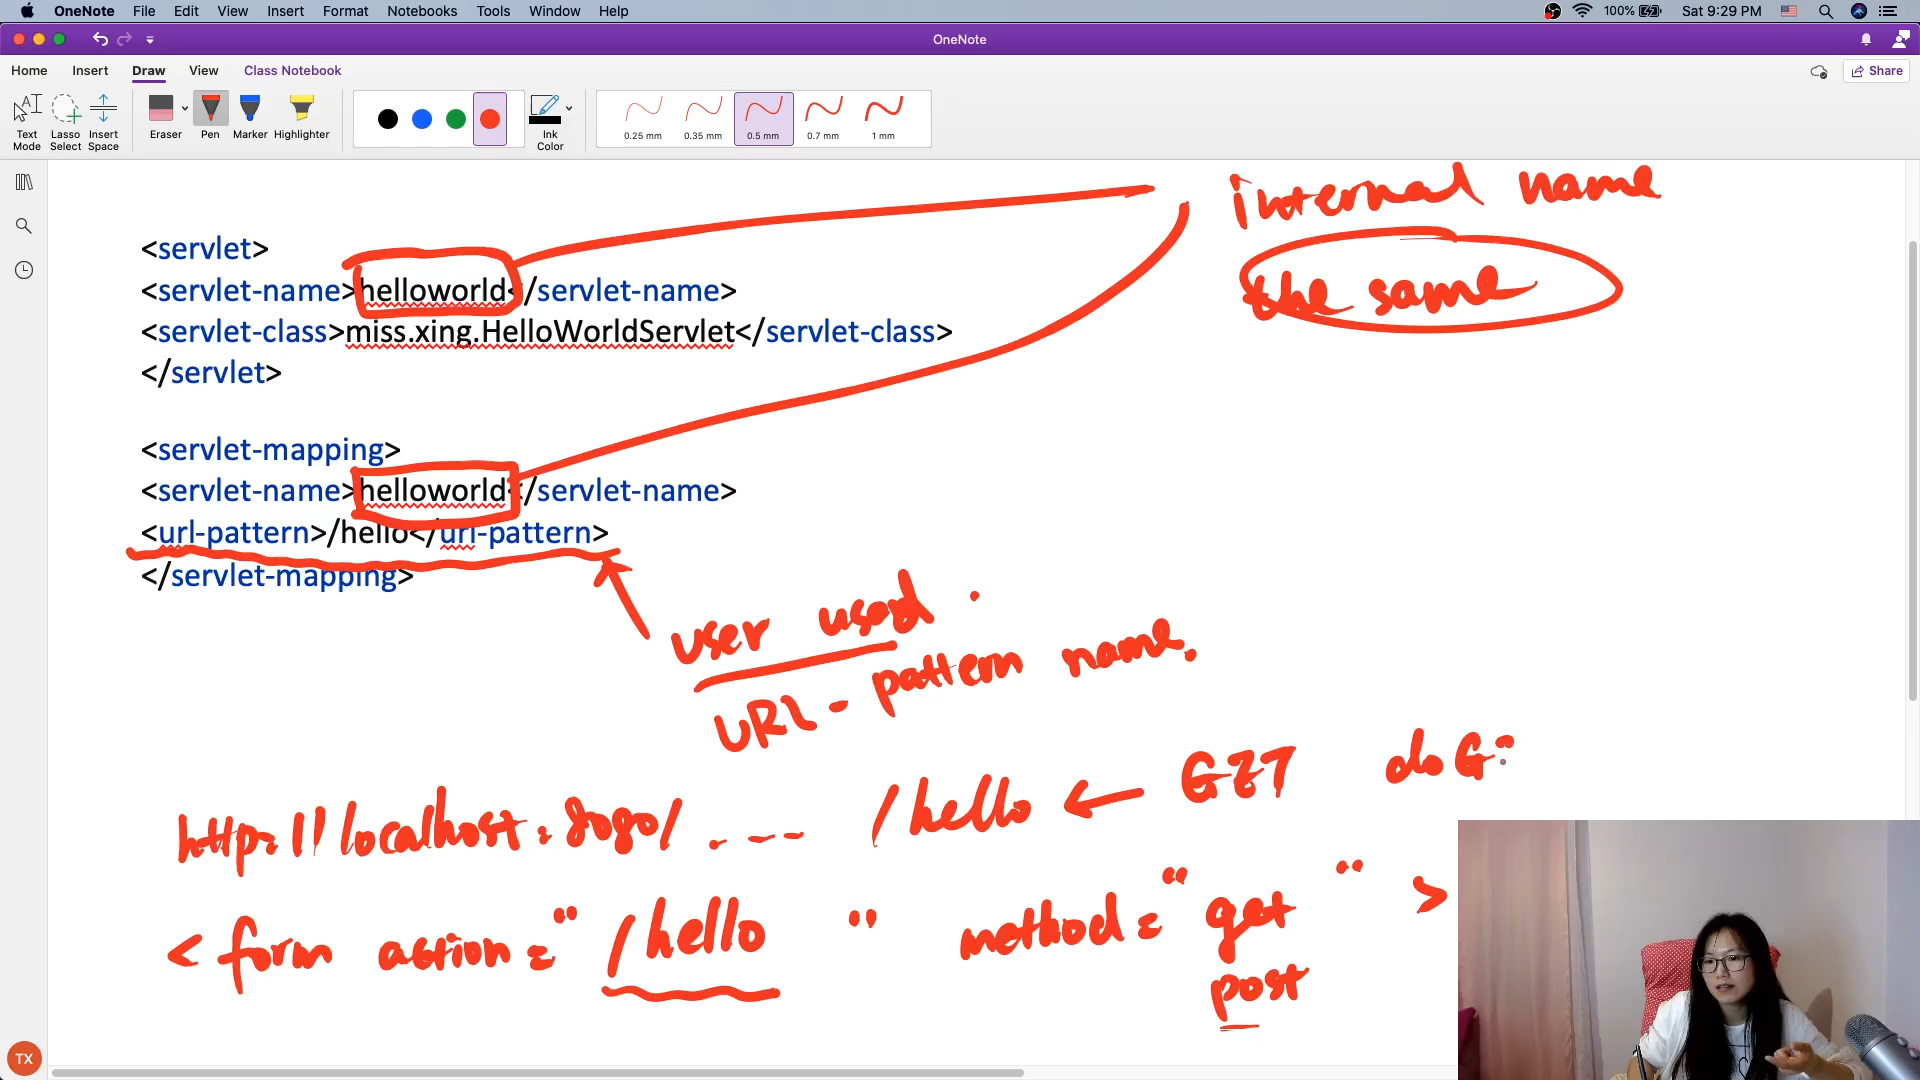 OneNote File Edit View Insert Format Notebooks Tools Window Help 100% Sat 9:29 PM
OneNote
Home Insert Draw View Class Notebook Share
Text Mode Lasso Select Insert Space Eraser Pen Marker Highlighter Ink Color 0.25 mm 0.35 mm 0.5 mm 0.7 mm 1 mm
internal name
the same
<servlet>
<servlet-name>helloworld</servlet-name>
<servlet-class>miss.xing.HelloWorldServlet</servlet-class>
</servlet>
<servlet-mapping>
<servlet-name>helloworld</servlet-name>
<url-pattern>/hello</url-pattern>
</servlet-mapping>
user used.
URL-pattern name.
http://localhost:8080/. --- /hello ← GET doG
<form action="/hello" method="get">
post
TX